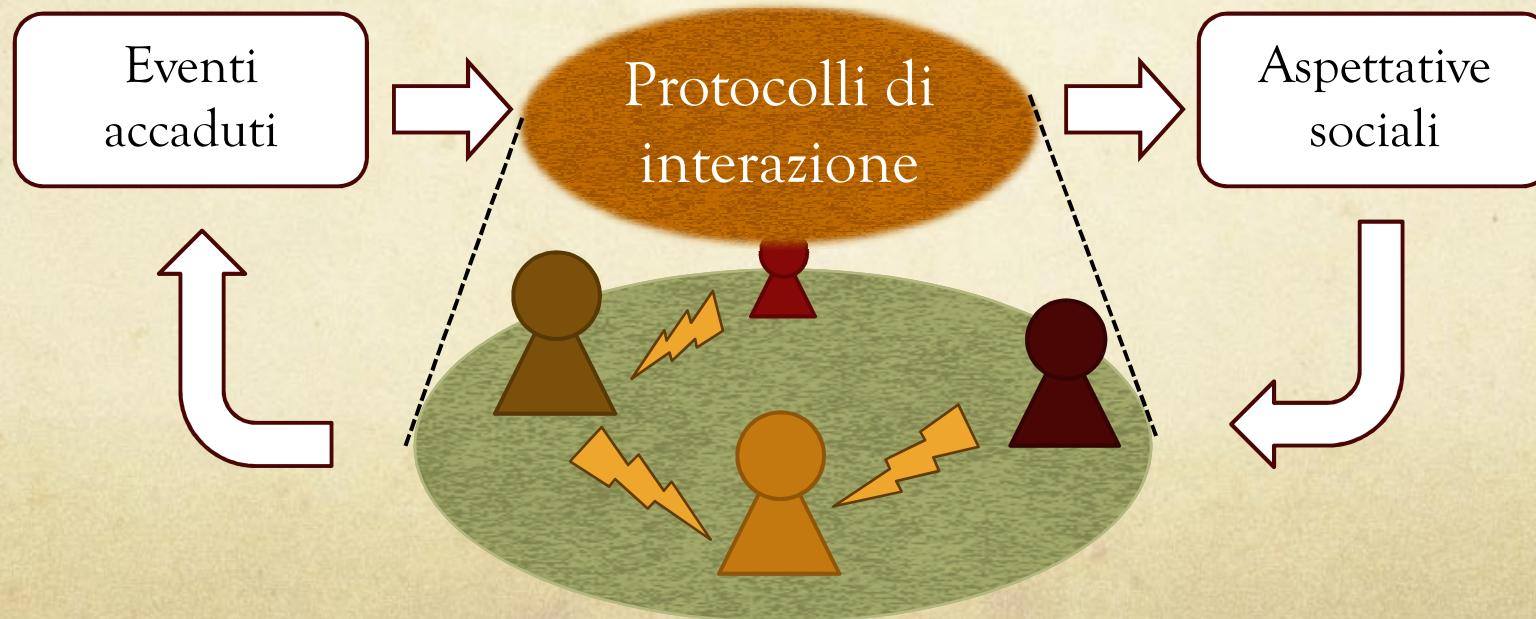 Eventi
accaduti
Protocolli di
interazione
Aspettative
sociali